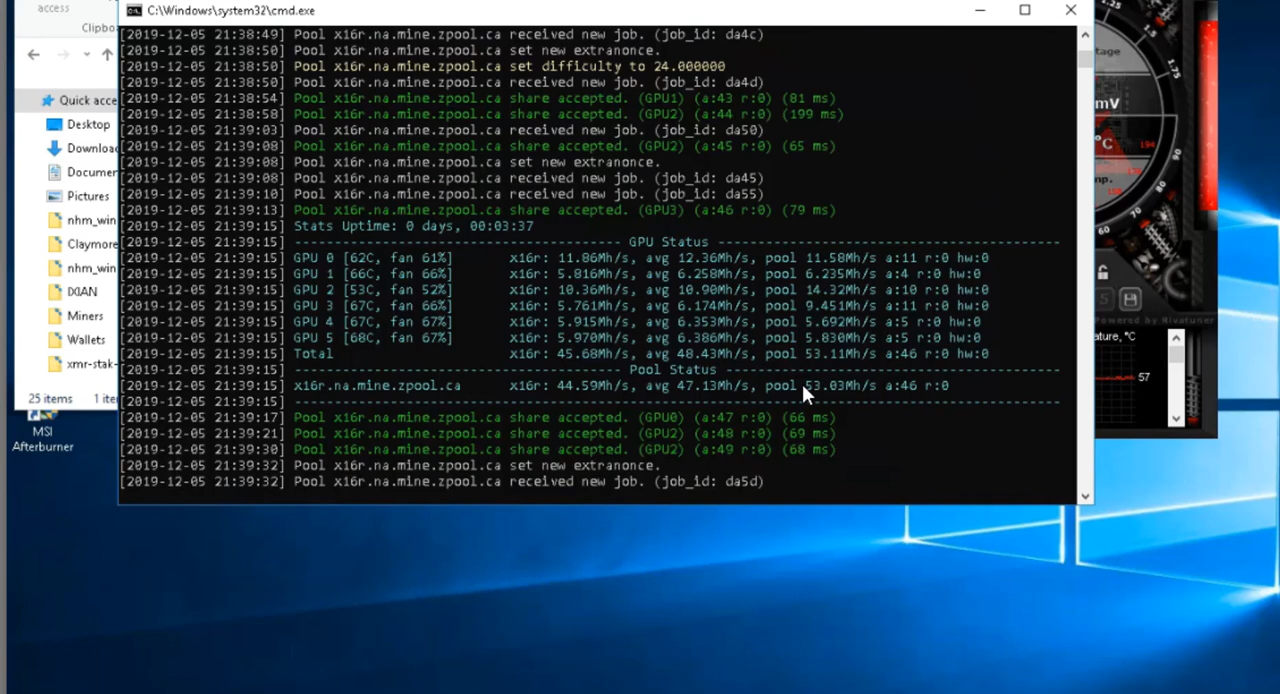 access
Clipbo
C:\Windows\system32\cmd.exe
[2019-12-05 21:38:49] Pool x16r.na.mine.zpool.ca received new job. (job_id: da4c)
[2019-12-05 21:38:50] Pool x16r.na.mine.zpool.ca set new extranonce.
[2019-12-05 21:38:50] Pool x16r.na.mine.zpool.ca set difficulty to 24.000000
[2019-12-05 21:38:50] Pool x16r.na.mine.zpool.ca received new job. (job_id: da4d)
[2019-12-05 21:38:54] Pool x16r.na.mine.zpool.ca share accepted. (GPU1) (a:43 r:0) (81 ms)
[2019-12-05 21:38:58] Pool x16r.na.mine.zpool.ca share accepted. (GPU2) (a:44 r:0) (199 ms)
[2019-12-05 21:39:03] Pool x16r.na.mine.zpool.ca received new job. (job_id: da50)
[2019-12-05 21:39:08] Pool x16r.na.mine.zpool.ca share accepted. (GPU2) (a:45 r:0) (65 ms)
[2019-12-05 21:39:08] Pool x16r.na.mine.zpool.ca set new extranonce.
[2019-12-05 21:39:08] Pool x16r.na.mine.zpool.ca received new job. (job_id: da45)
[2019-12-05 21:39:10] Pool x16r.na.mine.zpool.ca received new job. (job_id: da55)
[2019-12-05 21:39:13] Pool x16r.na.mine.zpool.ca share accepted. (GPU3) (a:46 r:0) (79 ms)
[2019-12-05 21:39:15] Stats Uptime: 0 days, 00:03:37
[2019-12-05 21:39:15] ----------------------------------------- GPU Status -------------------------------------------
[2019-12-05 21:39:15] GPU 0 [62C, fan 61%] x16r: 11.86Mh/s, avg 12.36Mh/s, pool 11.58Mh/s a:11 r:0 hw:0
[2019-12-05 21:39:15] GPU 1 [66C, fan 66%] x16r: 5.816Mh/s, avg 6.258Mh/s, pool 6.235Mh/s a:4 r:0 hw:0
[2019-12-05 21:39:15] GPU 2 [53C, fan 52%] x16r: 10.36Mh/s, avg 10.90Mh/s, pool 14.32Mh/s a:10 r:0 hw:0
[2019-12-05 21:39:15] GPU 3 [67C, fan 66%] x16r: 5.761Mh/s, avg 6.174Mh/s, pool 9.451Mh/s a:11 r:0 hw:0
[2019-12-05 21:39:15] GPU 4 [67C, fan 67%] x16r: 5.915Mh/s, avg 6.353Mh/s, pool 5.692Mh/s a:5 r:0 hw:0
[2019-12-05 21:39:15] GPU 5 [68C, fan 67%] x16r: 5.970Mh/s, avg 6.386Mh/s, pool 5.830Mh/s a:5 r:0 hw:0
[2019-12-05 21:39:15] Total x16r: 45.68Mh/s, avg 48.43Mh/s, pool 53.11Mh/s a:46 r:0 hw:0
[2019-12-05 21:39:15] ----------------------------------------- Pool Status ------------------------------------------
[2019-12-05 21:39:15] x16r.na.mine.zpool.ca x16r: 44.59Mh/s, avg 47.13Mh/s, pool 53.03Mh/s a:46 r:0
[2019-12-05 21:39:15] ------------------------------------------------------------------------------------------------
[2019-12-05 21:39:17] Pool x16r.na.mine.zpool.ca share accepted. (GPU0) (a:47 r:0) (66 ms)
[2019-12-05 21:39:21] Pool x16r.na.mine.zpool.ca share accepted. (GPU2) (a:48 r:0) (69 ms)
[2019-12-05 21:39:30] Pool x16r.na.mine.zpool.ca share accepted. (GPU2) (a:49 r:0) (68 ms)
[2019-12-05 21:39:32] Pool x16r.na.mine.zpool.ca set new extranonce.
[2019-12-05 21:39:32] Pool x16r.na.mine.zpool.ca received new job. (job_id: da5d)
Quick acce
Desktop
Downloa
Documer
Pictures
nhm_win
Claymore
nhm_win
IXIAN
Miners
Wallets
xmr-stak-
25 items 1 ite
MSI
Afterburner
1.25
1.5
tage
1.75
mV
°C
194
90
mp.
70
60
Powered by Rivatuner
ature, °C
57